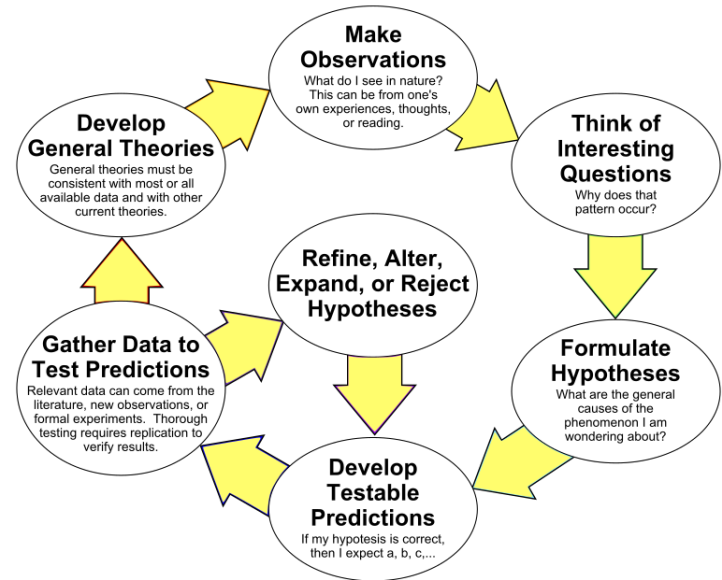 Make
Observations
What do I see in nature?
This can be from one's
own experiences, thoughts,
or reading.
Think of
Interesting
Questions
Why does that
pattern occur?
Formulate
Hypotheses
What are the general
causes of the
phenomenon I am
wondering about?
Develop
Testable
Predictions
If my hypotesis is correct,
then I expect a, b, c,...
Gather Data to
Test Predictions
Relevant data can come from the
literature, new observations, or
formal experiments.  Thorough
testing requires replication to
verify results.
Refine, Alter,
Expand, or Reject
Hypotheses
Develop
General Theories
General theories must be
consistent with most or all
available data and with other
current theories.